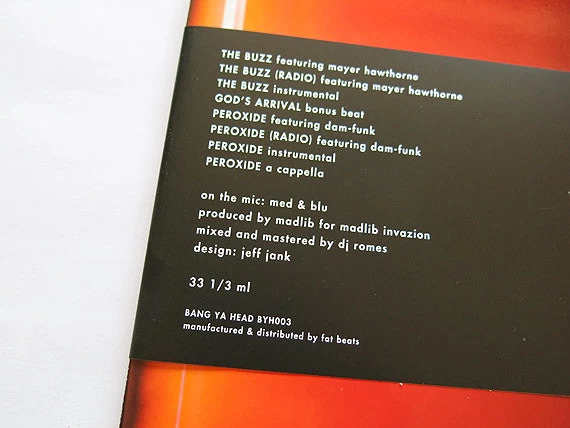 THE BUZZ featuring mayer hawthorne
THE BUZZ (RADIO) featuring mayer hawthorne
THE BUZZ instrumental
GOD'S ARRIVAL bonus beat
PEROXIDE featuring dam-funk
PEROXIDE (RADIO) featuring dam-funk
PEROXIDE instrumental
PEROXIDE a cappella
on the mic: med & blu
produced by madlib for madlib invazion
mixed and mastered by dj romes
design: jeff jank
33 1/3 ml
BANG YA HEAD BYH003
manufactured & distributed by fat beats